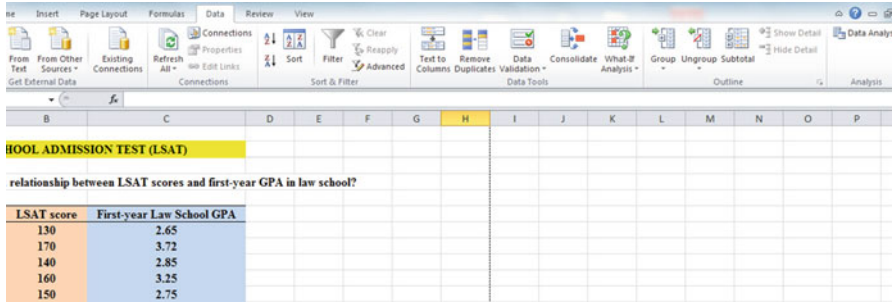 me Insert Page Layout Formulas Data Review View
From Text From Other Sources Existing Connections Refresh All Connections Properties Edit Links Sort Filter Clear Reapply Advanced Text to Columns Remove Duplicates Data Validation Consolidate What-If Analysis Group Ungroup Subtotal Show Detail Hide Detail Data Analys
Get External Data Connections Sort & Filter Data Tools Outline Analysis
fx
B C D E F G H I J K L M N O P
HOOL ADMISSION TEST (LSAT)
relationship between LSAT scores and first-year GPA in law school?
LSAT score First-year Law School GPA
130 2.65
170 3.72
140 2.85
160 3.25
150 2.75